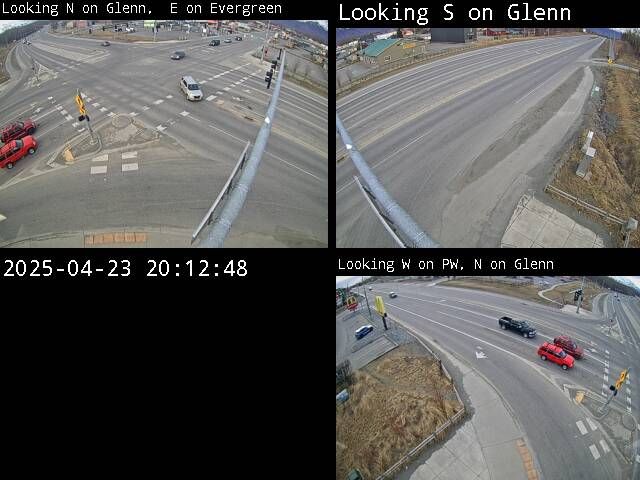 Looking N on Glenn,  E on Evergreen
Looking S on Glenn
2025-04-23 20:12:48
Looking W on PW, N on Glenn